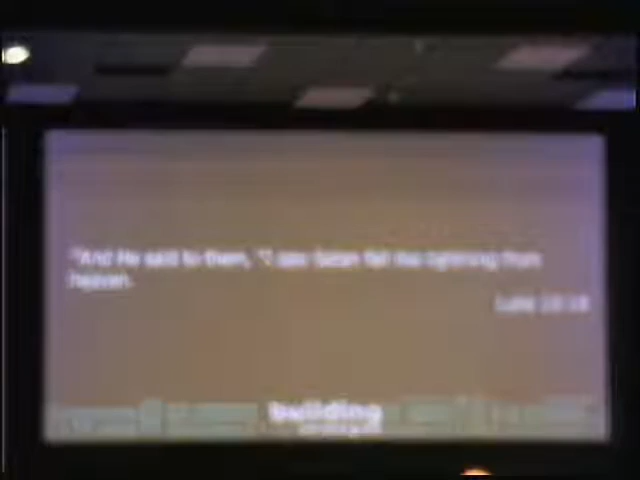 "And He said to them, "I saw Satan fall like lightning from
heaven.
Luke 10:18
building